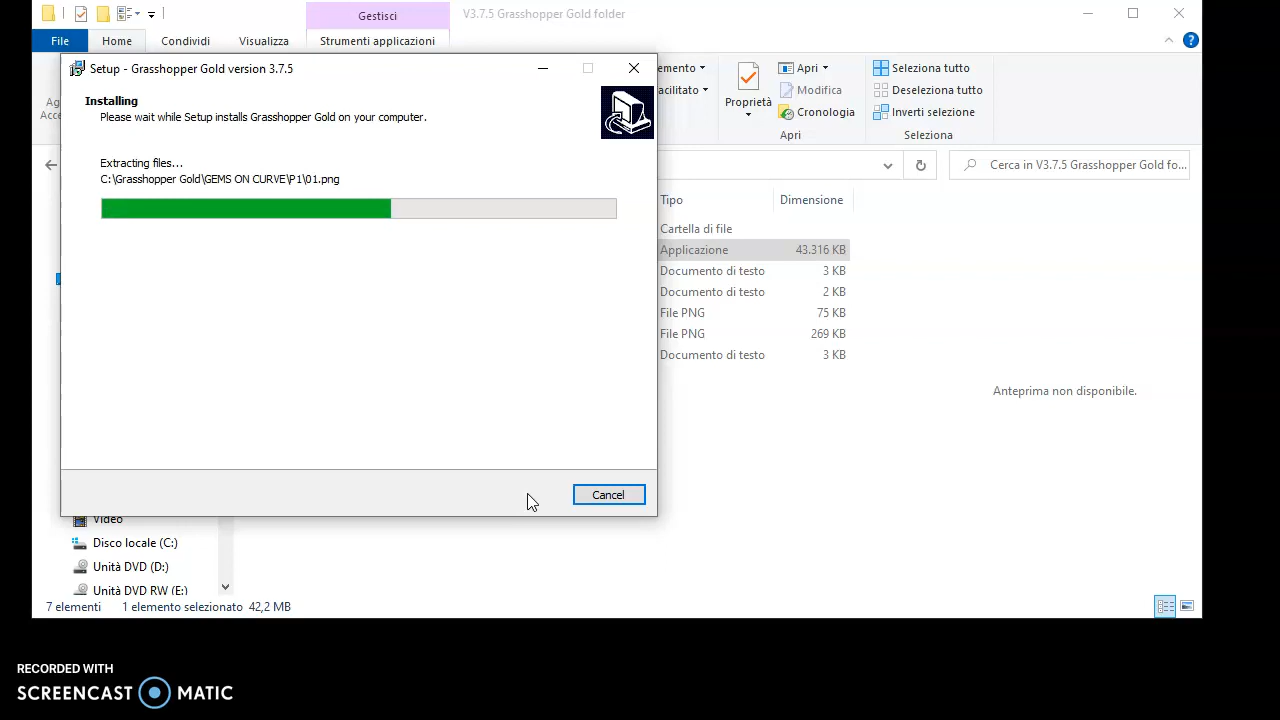 Gestisci
V3.7.5 Grasshopper Gold folder
File
Home
Condividi
Visualizza
Strumenti applicazioni
Setup - Grasshopper Gold version 3.7.5
Installing
Please wait while Setup installs Grasshopper Gold on your computer.
Extracting files...
C:\Grasshopper Gold\GEMS ON CURVE\P1\01.png
Cancel
Proprietà
Apri
Modifica
Cronologia
Apri
Seleziona tutto
Deseleziona tutto
Inverti selezione
Seleziona
Cerca in V3.7.5 Grasshopper Gold fo...
Tipo
Dimensione
Cartella di file
Applicazione 43.316 KB
Documento di testo 3 KB
Documento di testo 2 KB
File PNG 75 KB
File PNG 269 KB
Documento di testo 3 KB
Anteprima non disponibile.
Video
Disco locale (C:)
Unità DVD (D:)
Unità DVD RW (E:)
7 elementi 1 elemento selezionato 42,2 MB
RECORDED WITH
SCREENCAST MATIC